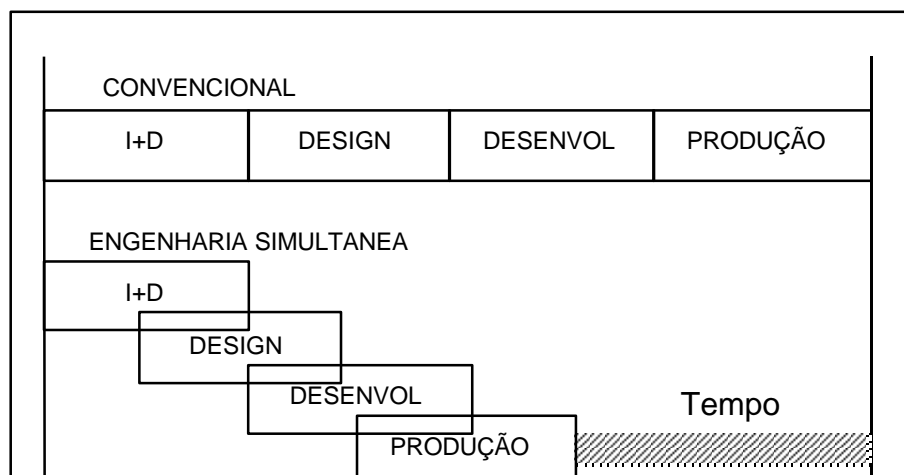 CONVENCIONAL
I+D DESIGN DESENVOL PRODUÇÃO
ENGENHARIA SIMULTANEA
I+D
DESIGN
DESENVOL
Tempo
PRODUÇÃO